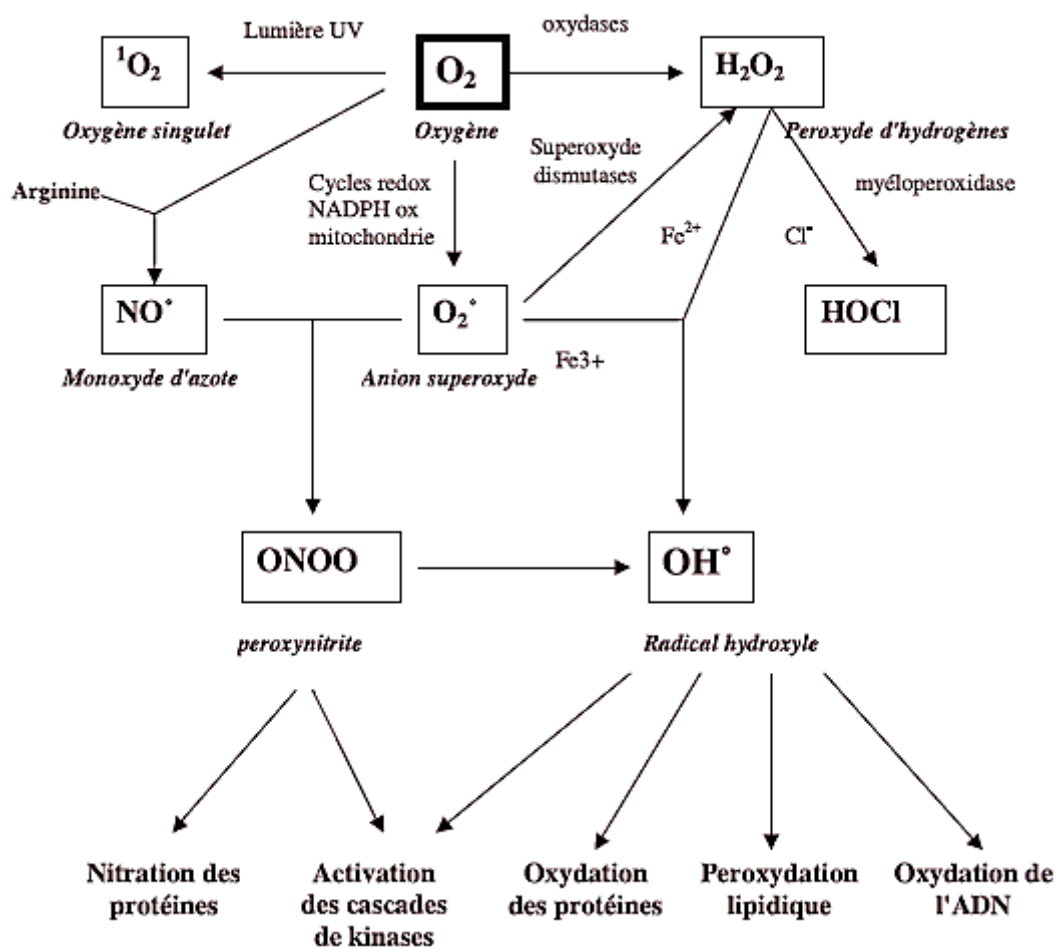 Lumière UV
oxydases
¹O₂
O₂
H₂O₂
Oxygène singulet
Oxygène
Peroxyde d'hydrogènes
Superoxyde
dismutases
myéloperoxidase
Arginine
Cycles redox
NADPH ox
mitochondrie
Fe²⁺
Cl⁻
NO°
O₂°
HOCl
Monoxyde d'azote
Anion superoxyde
Fe3+
ONOO
OH°
peroxynitrite
Radical hydroxyle
Nitration des
protéines
Activation
des cascades
de kinases
Oxydation
des protéines
Peroxydation
lipidique
Oxydation de
l'ADN